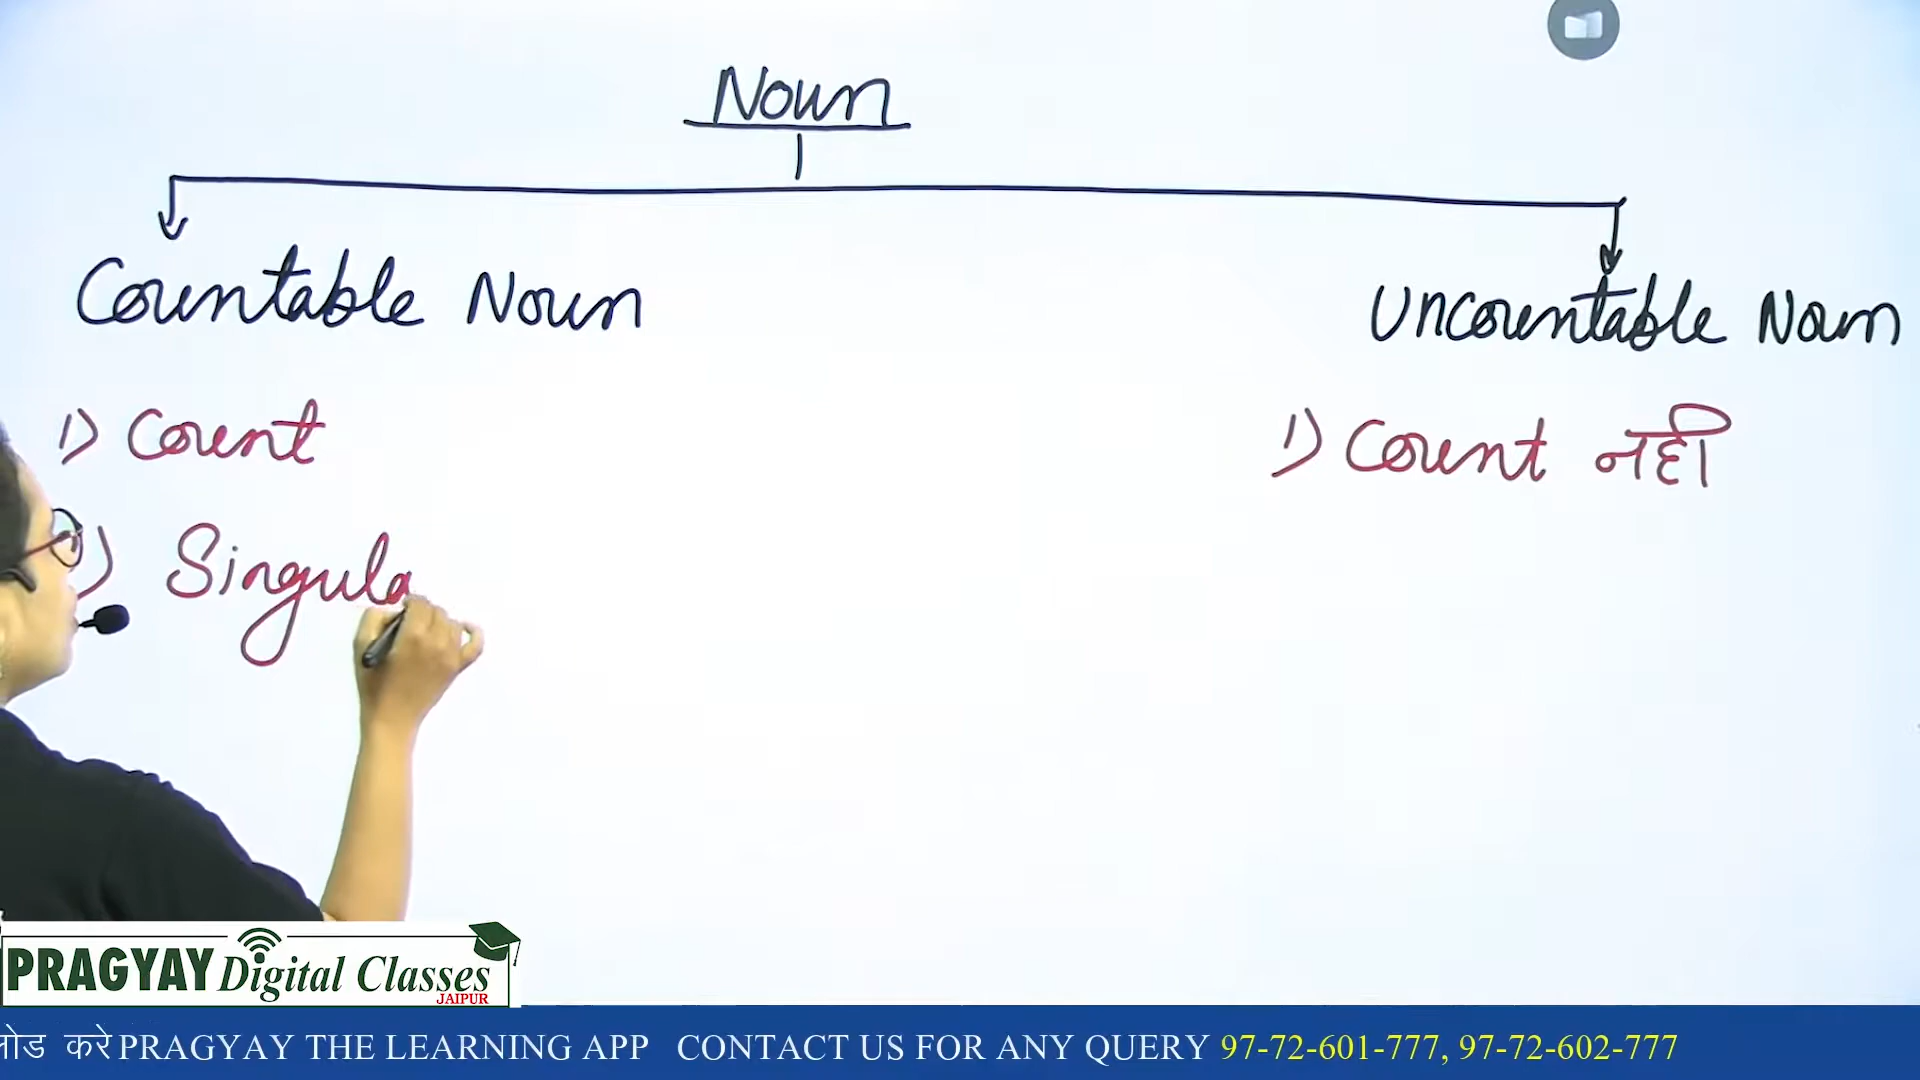 Noun
Countable Noun
Uncountable Noun
1) Count
1) Count नही
) Singula
PRAGYAY Digital Classes
JAIPUR
लोड करे PRAGYAY THE LEARNING APP CONTACT US FOR ANY QUERY 97-72-601-777, 97-72-602-777